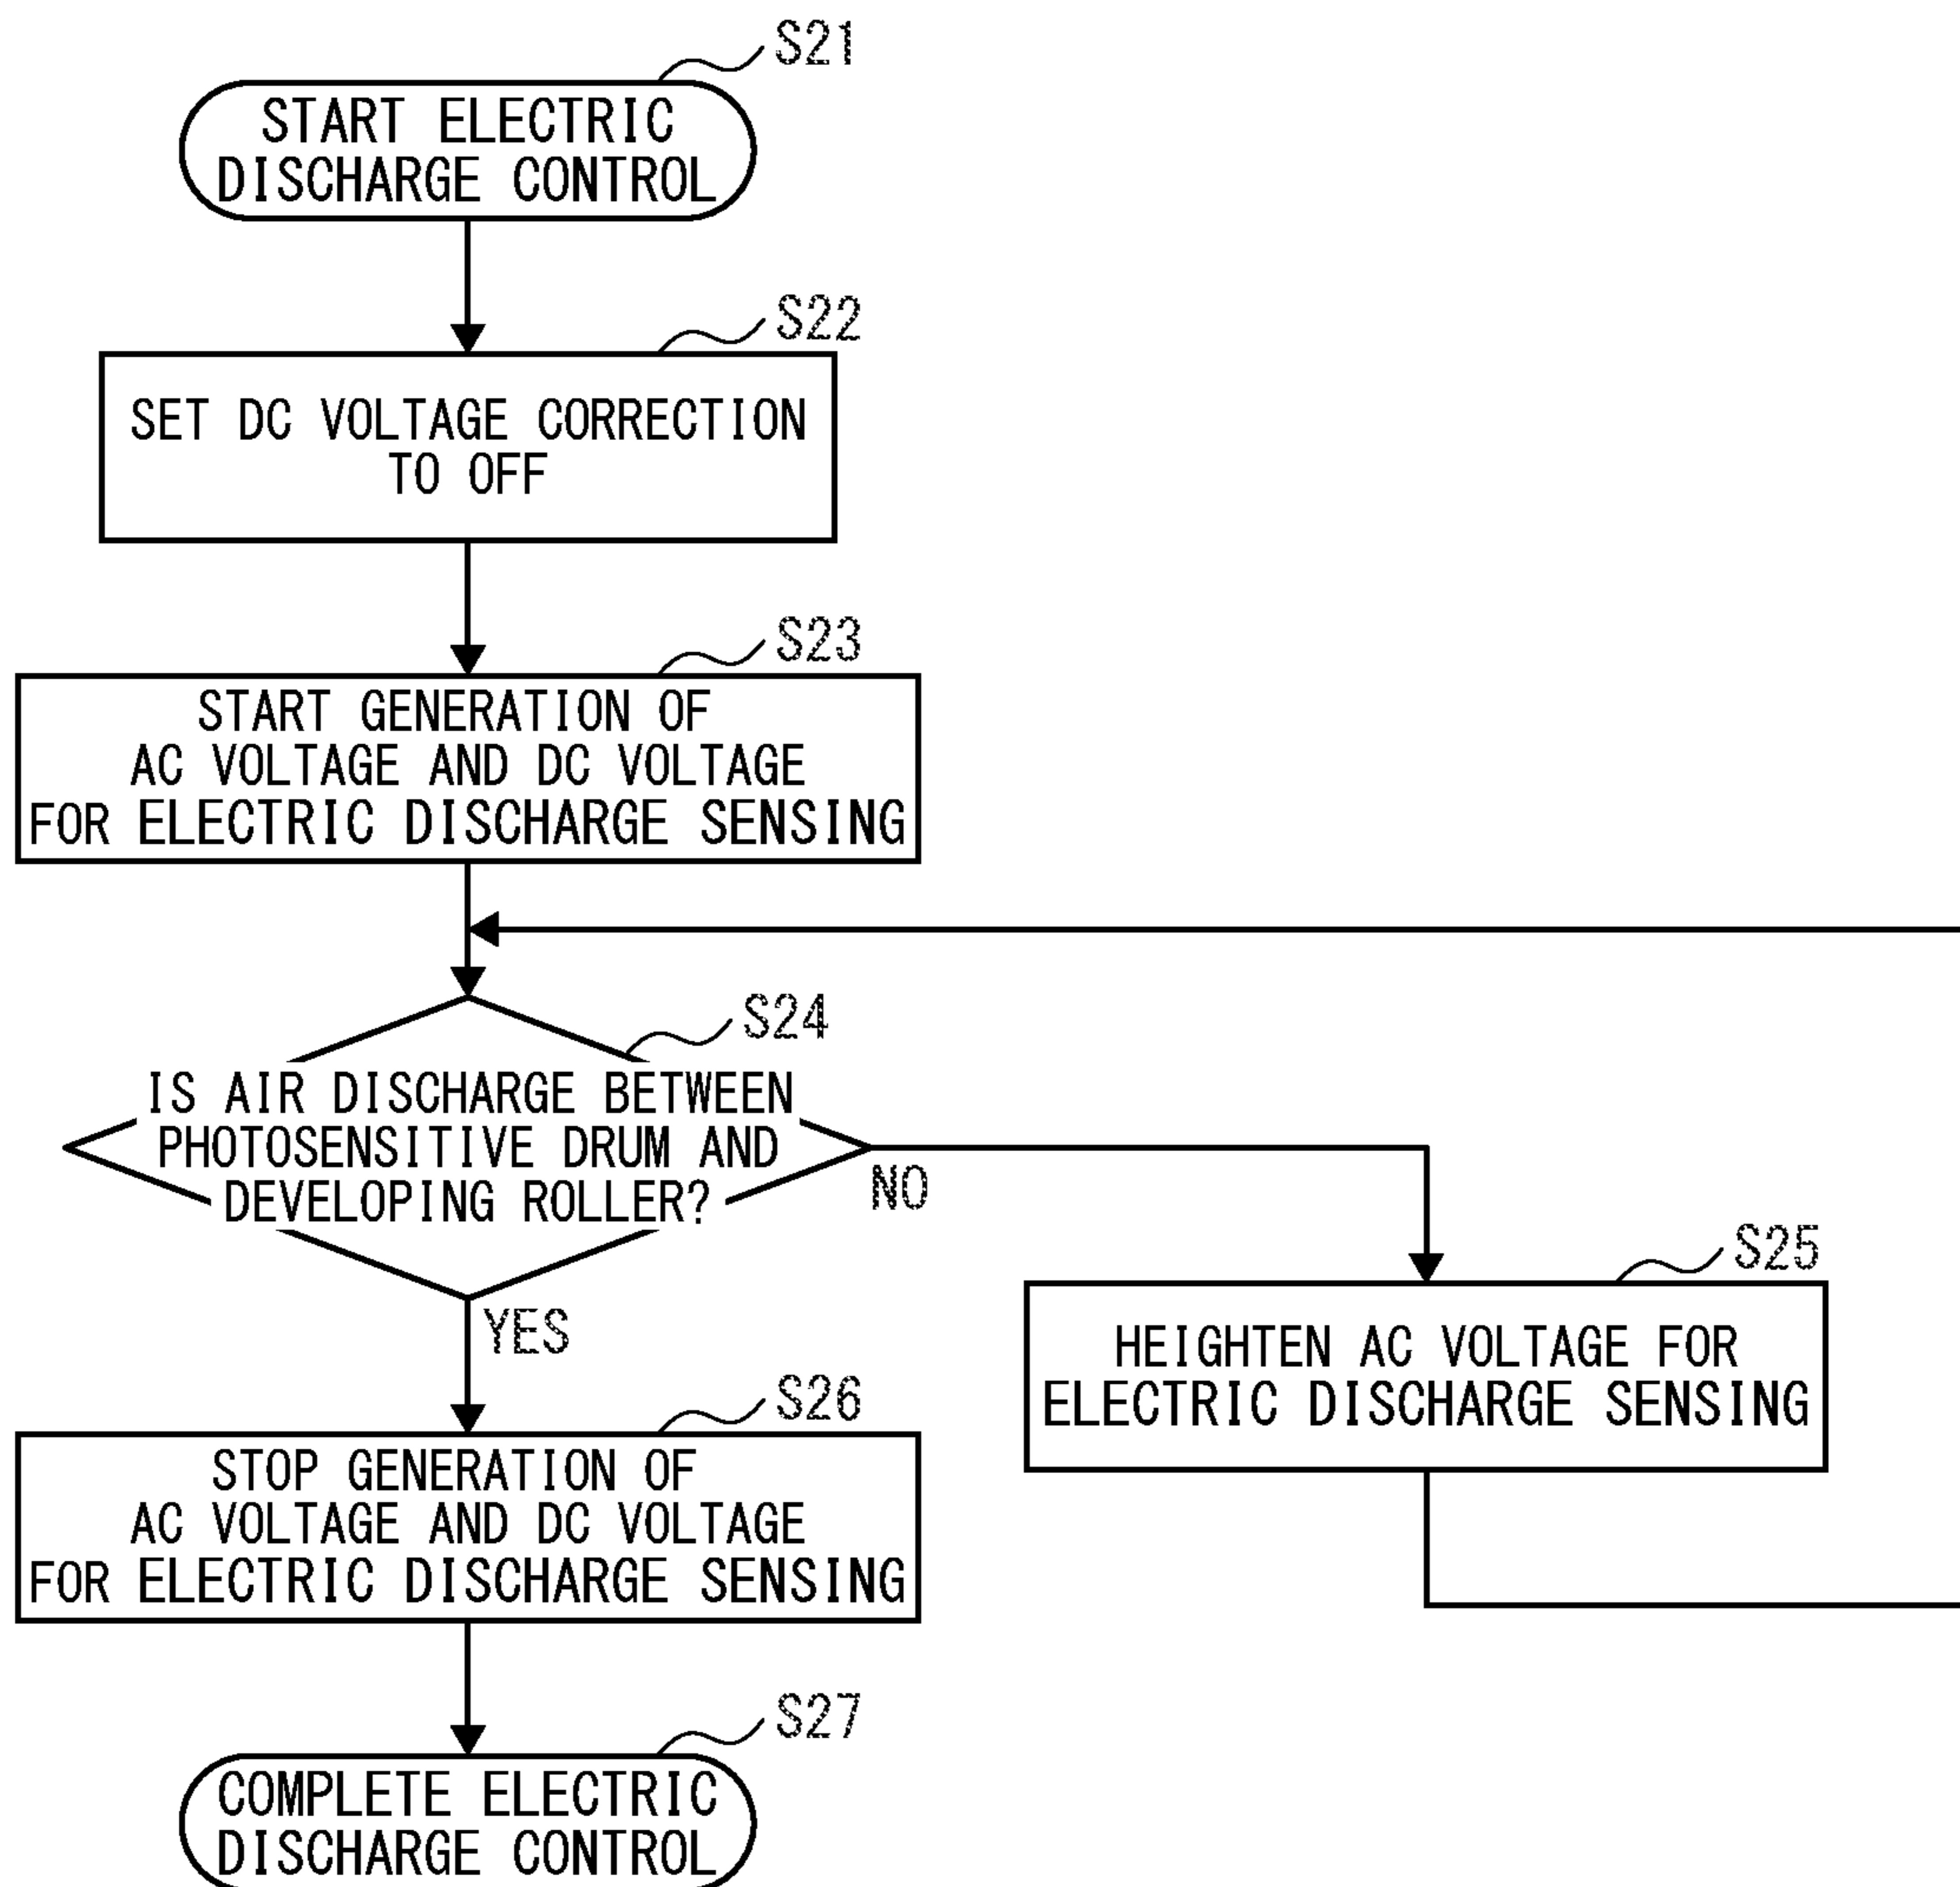 S21
START ELECTRIC
DISCHARGE CONTROL
S22
SET DC VOLTAGE CORRECTION
TO OFF
S23
START GENERATION OF
AC VOLTAGE AND DC VOLTAGE
FOR ELECTRIC DISCHARGE SENSING
S24
IS AIR DISCHARGE BETWEEN
PHOTOSENSITIVE DRUM AND
DEVELOPING ROLLER?
NO
YES
S25
HEIGHTEN AC VOLTAGE FOR
ELECTRIC DISCHARGE SENSING
S26
STOP GENERATION OF
AC VOLTAGE AND DC VOLTAGE
FOR ELECTRIC DISCHARGE SENSING
S27
COMPLETE ELECTRIC
DISCHARGE CONTROL